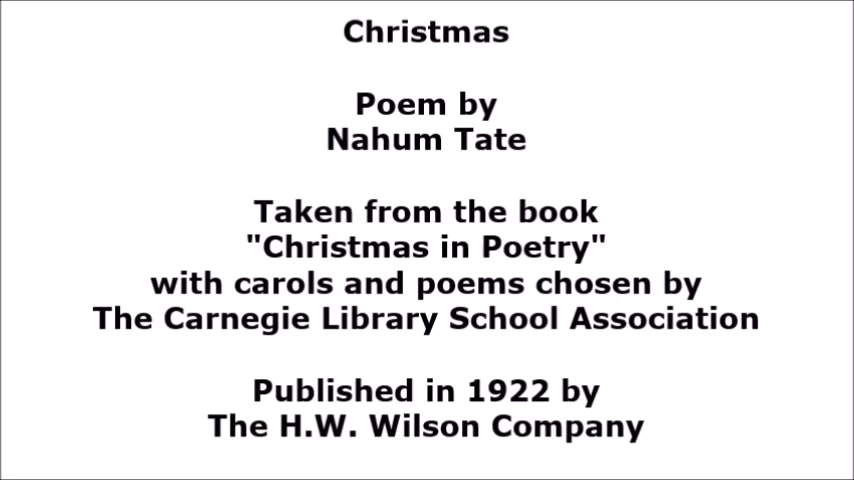 Christmas
Poem by
Nahum Tate
Taken from the book
"Christmas in Poetry"
with carols and poems chosen by
The Carnegie Library School Association
Published in 1922 by
The H.W. Wilson Company